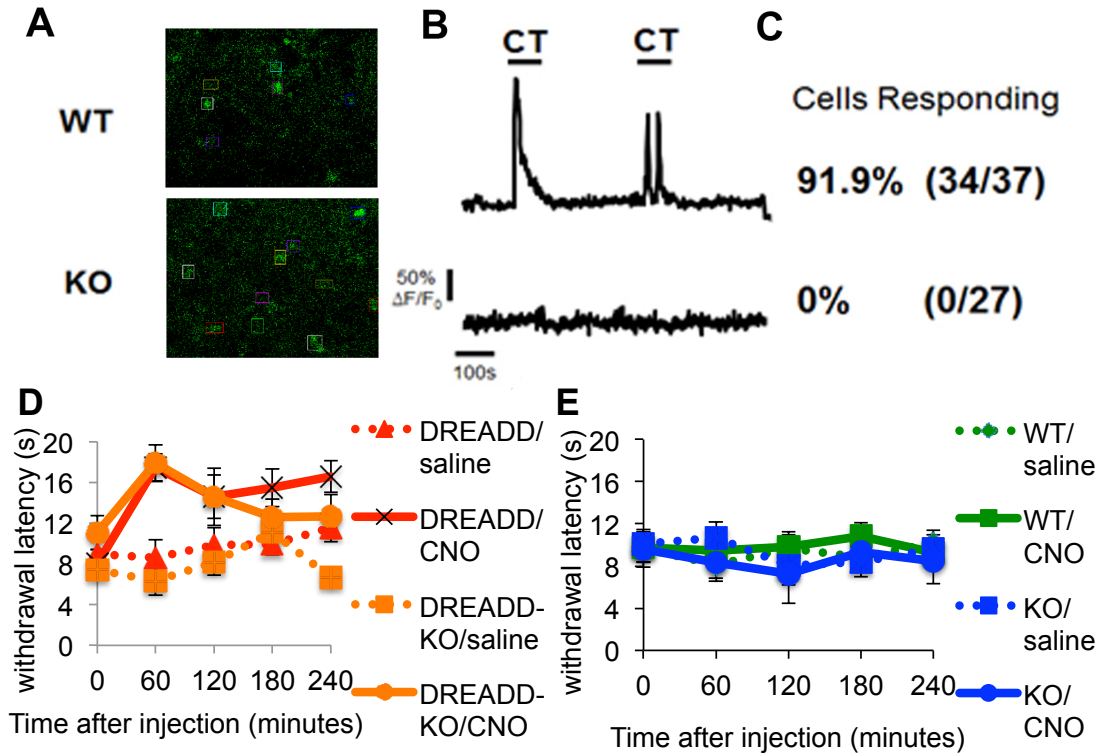 A
B
C
WT
KO
CT
CT
Cells Responding
91.9% (34/37)
0% (0/27)
50%
ΔF/F₀
100s
D
withdrawal latency (s)
20
16
12
8
4
0
0 60 120 180 240
Time after injection (minutes)
DREADD/
saline
DREADD/
CNO
DREADD-
KO/saline
DREADD-
KO/CNO
E
withdrawal latency (s)
20
16
12
8
4
0
0 60 120 180 240
Time after injection (minutes)
WT/
saline
WT/
CNO
KO/
saline
KO/
CNO